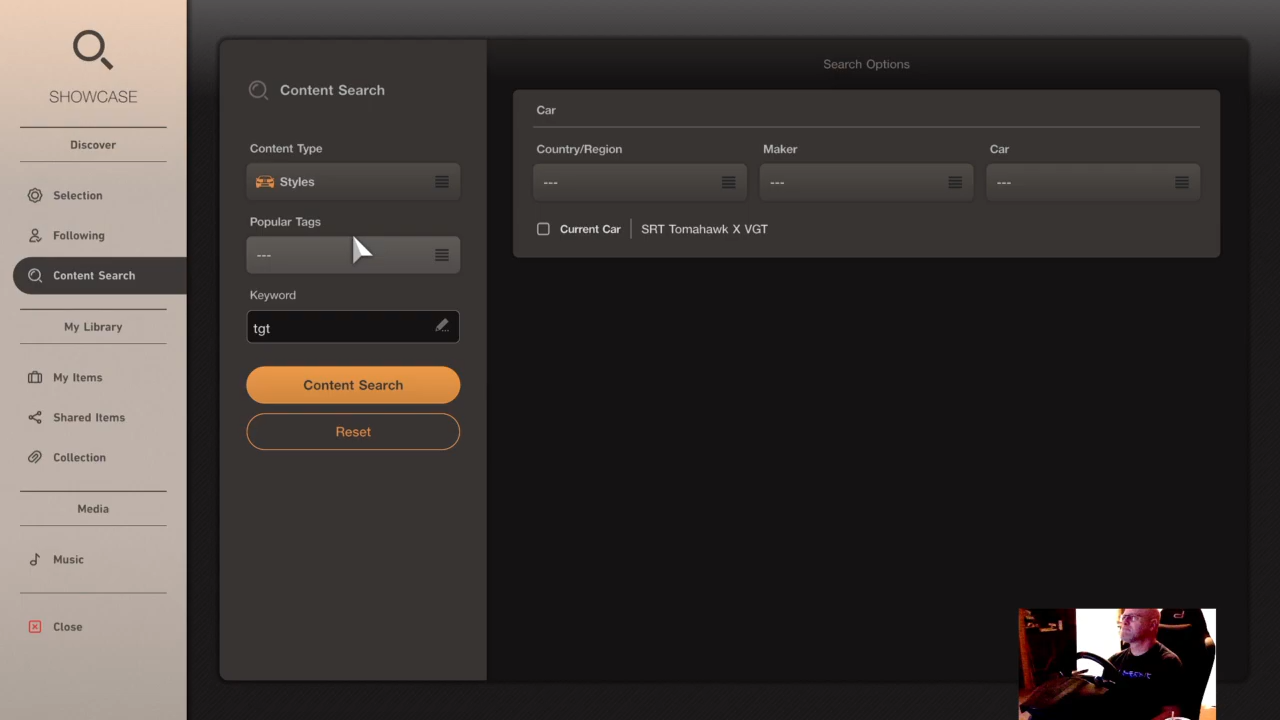 SHOWCASE
Discover
Selection
Following
Content Search
My Library
My Items
Shared Items
Collection
Media
Music
Close
Content Search
Content Type
Styles
Popular Tags
---
Keyword
tgt
Content Search
Reset
Search Options
Car
Country/Region
Maker
Car
---
---
---
Current Car
SRT Tomahawk X VGT